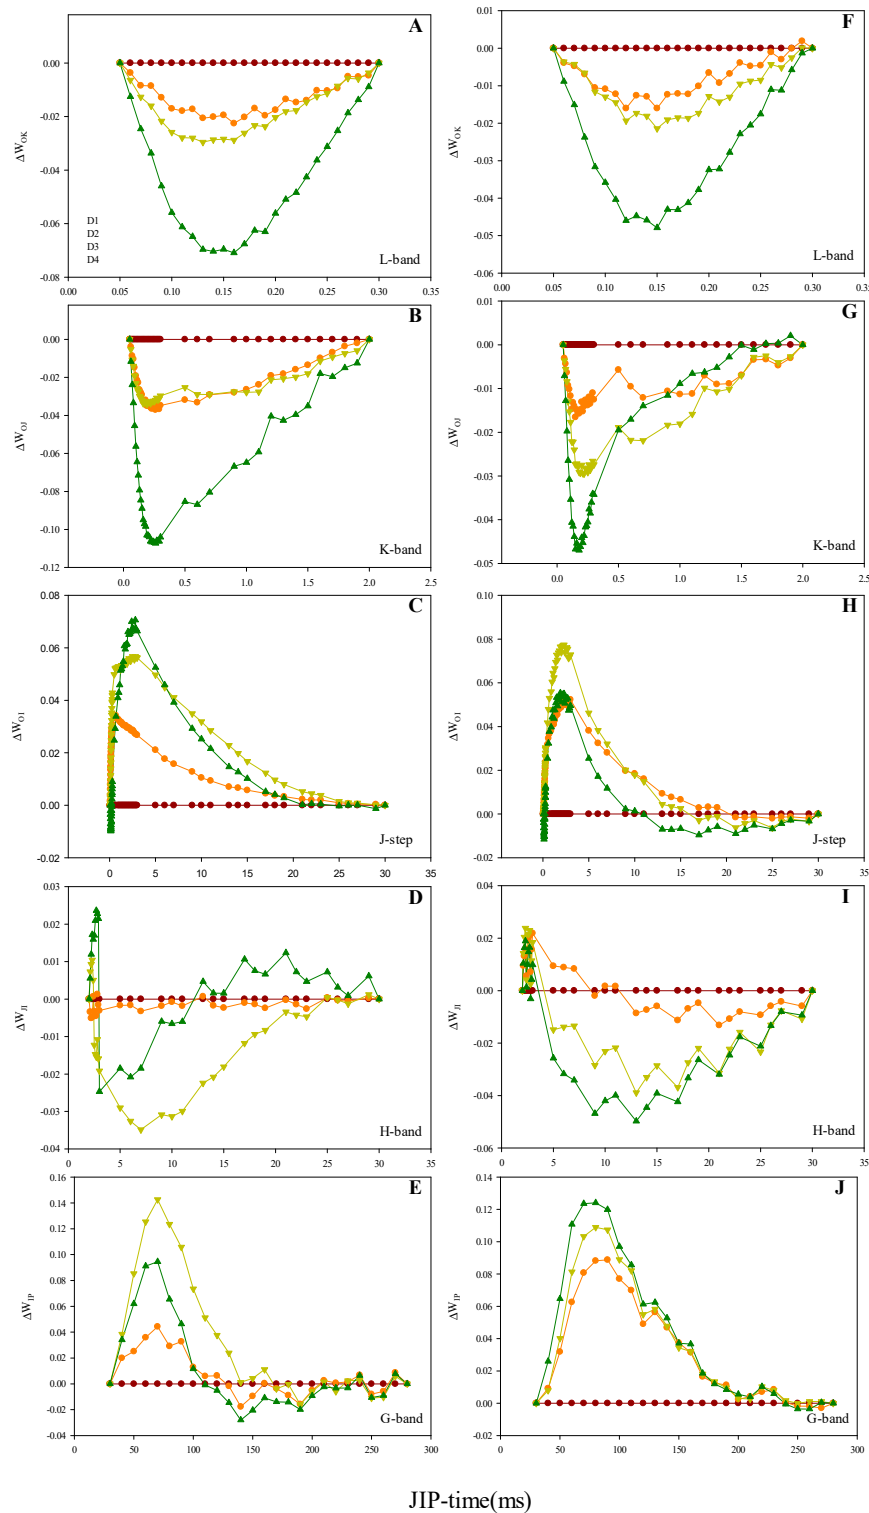 A
0.00
-0.02
-0.04
-0.06
-0.08
ΔW_OK
D1
D2
D3
D4
L-band
0.00 0.05 0.10 0.15 0.20 0.25 0.30 0.35
F
0.01
0.00
-0.01
-0.02
-0.03
-0.04
-0.05
-0.06
ΔW_OK
L-band
0.00 0.05 0.10 0.15 0.20 0.25 0.30 0.35
B
0.00
-0.02
-0.04
-0.06
-0.08
-0.10
-0.12
ΔW_OJ
K-band
0.0 0.5 1.0 1.5 2.0 2.5
G
0.01
0.00
-0.01
-0.02
-0.03
-0.04
-0.05
ΔW_OJ
K-band
0.0 0.5 1.0 1.5 2.0 2.5
C
0.08
0.06
0.04
0.02
0.00
-0.02
ΔW_OI
J-step
0 5 10 15 20 25 30 35
H
0.10
0.08
0.06
0.04
0.02
0.00
-0.02
ΔW_OI
J-step
0 5 10 15 20 25 30 35
D
0.03
0.02
0.01
0.00
-0.01
-0.02
-0.03
-0.04
ΔW_JI
H-band
0 5 10 15 20 25 30 35
I
0.04
0.02
0.00
-0.02
-0.04
-0.06
ΔW_JI
H-band
0 5 10 15 20 25 30 35
E
0.16
0.14
0.12
0.10
0.08
0.06
0.04
0.02
0.00
-0.02
-0.04
ΔW_IP
G-band
0 50 100 150 200 250 300
J
0.14
0.12
0.10
0.08
0.06
0.04
0.02
0.00
-0.02
ΔW_IP
G-band
0 50 100 150 200 250 300
JIP-time(ms)